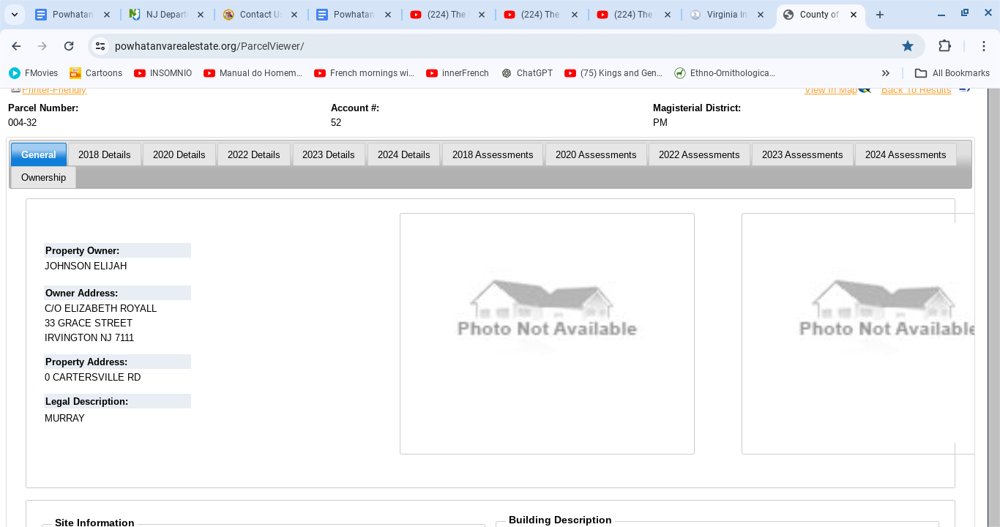 Powhatan
NJ Depart
Contact U
Powhatan
(224) The
(224) The
(224) The
Virginia In
County of
powhatanvarealestate.org/ParcelViewer/
FMovies
Cartoons
INSOMNIO
Manual do Homem...
French mornings wi...
innerFrench
ChatGPT
(75) Kings and Gen...
Ethno-Ornithologica...
All Bookmarks
Printer-Friendly
View In Map
Back To Results
Parcel Number:
Account #:
Magisterial District:
004-32
52
PM
General
2018 Details
2020 Details
2022 Details
2023 Details
2024 Details
2018 Assessments
2020 Assessments
2022 Assessments
2023 Assessments
2024 Assessments
Ownership
Property Owner:
JOHNSON ELIJAH
Owner Address:
C/O ELIZABETH ROYALL
33 GRACE STREET
IRVINGTON NJ 7111
Property Address:
0 CARTERSVILLE RD
Legal Description:
MURRAY
Photo Not Available
Photo Not Available
Site Information
Building Description